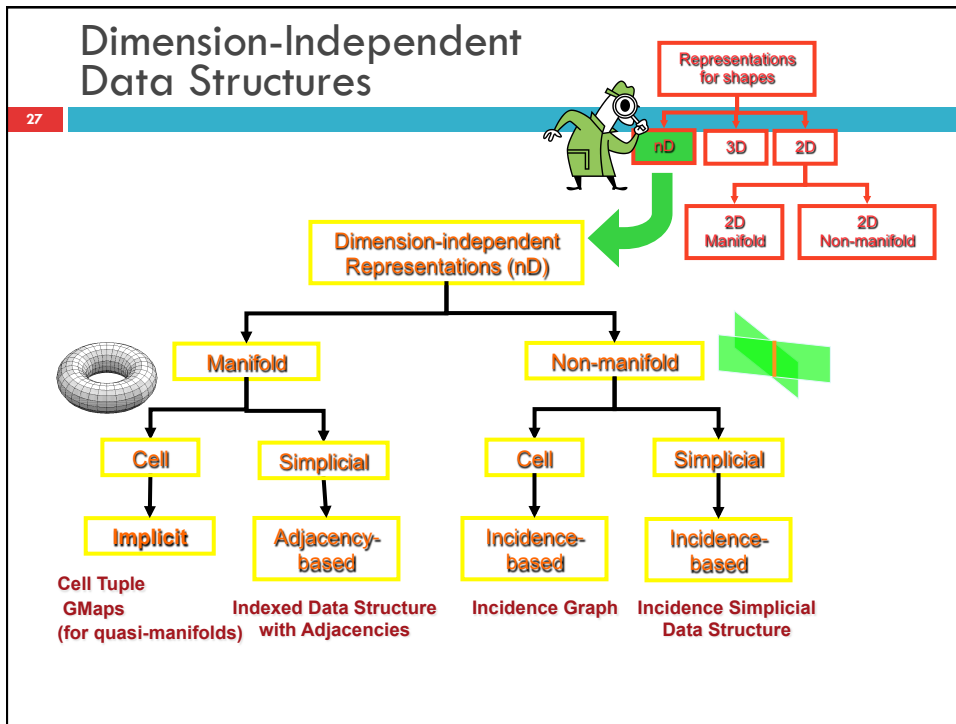 Dimension-Independent
Data Structures
27
Representations
for shapes
nD
3D
2D
2D
Manifold
2D
Non-manifold
Dimension-independent
Representations (nD)
Manifold
Non-manifold
Cell
Simplicial
Cell
Simplicial
Implicit
Adjacency-
based
Incidence-
based
Incidence-
based
Cell Tuple
GMaps
(for quasi-manifolds)
Indexed Data Structure
with Adjacencies
Incidence Graph
Incidence Simplicial
Data Structure